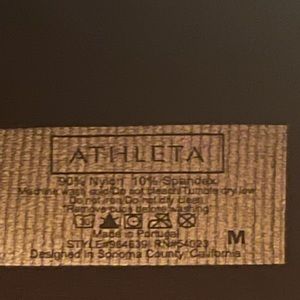 ATHLETA
90% Nylon 10% Spandex
Machine wash cold Do not bleach Tumble dry low
Do not iron Do not dry clean
*Remove cups before washing
Made in Portugal
STYLE#964639 RN#54023
M
Designed in Sonoma County, California